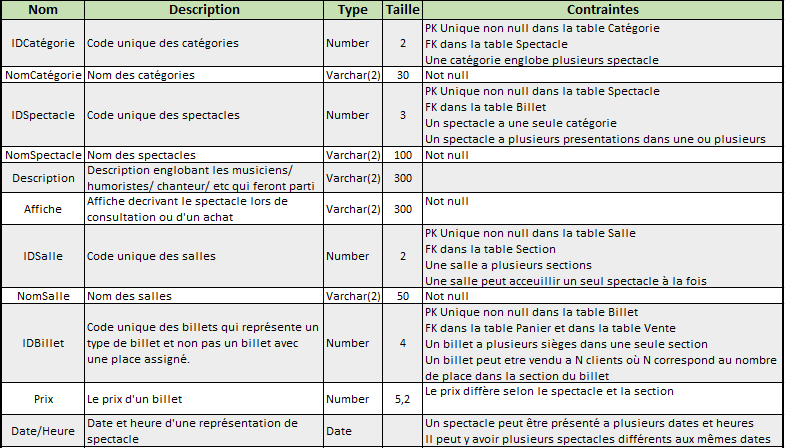 Nom Description Type Taille Contraintes
IDCatégorie Code unique des catégories Number 2 PK Unique non null dans la table Catégorie
FK dans la table Spectacle
Une catégorie englobe plusieurs spectacle
NomCatégorie Nom des catégories Varchar(2) 30 Not null
IDSpectacle Code unique des spectacles Number 3 PK Unique non null dans la table Spectacle
FK dans la table Billet
Un spectacle a une seule catégorie
Un spectacle a plusieurs presentations dans une ou plusieurs
NomSpectacle Nom des spectacles Varchar(2) 100 Not null
Description Description englobant les musiciens/
humoristes/ chanteur/ etc qui feront parti Varchar(2) 300
Affiche Affiche decrivant le spectacle lors de
consultation ou d'un achat Varchar(2) 300 Not null
IDSalle Code unique des salles Number 2 PK Unique non null dans la table Salle
FK dans la table Section
Une salle a plusieurs sections
Une salle peut acceuillir un seul spectacle à la fois
NomSalle Nom des salles Varchar(2) 50 Not null
IDBillet Code unique des billets qui représente un
type de billet et non pas un billet avec
une place assigné. Number 4 PK Unique non null dans la table Billet
FK dans la table Panier et dans la table Vente
Un billet a plusieurs sièges dans une seule section
Un billet peut etre vendu a N clients où N correspond au nombre
de place dans la section du billet
Prix Le prix d'un billet Number 5,2 Le prix diffère selon le spectacle et la section
Date/Heure Date et heure d'une représentation de
spectacle Date Un spectacle peut être présenté a plusieurs dates et heures
Il peut y avoir plusieurs spectacles différents aux mêmes dates